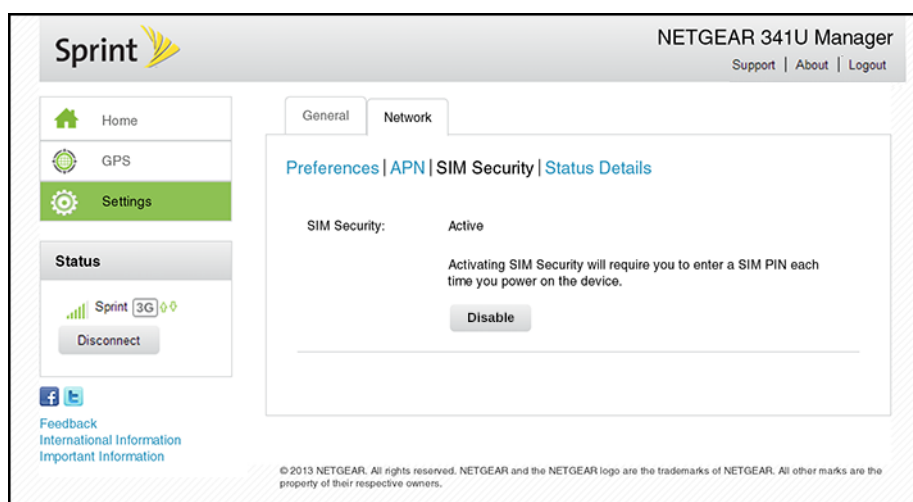 Sprint
NETGEAR 341U Manager
Support | About | Logout
Home
GPS
Settings
Status
Sprint 3G
Disconnect
Feedback
International Information
Important Information
General
Network
Preferences | APN | SIM Security | Status Details
SIM Security:
Active
Activating SIM Security will require you to enter a SIM PIN each
time you power on the device.
Disable
© 2013 NETGEAR. All rights reserved. NETGEAR and the NETGEAR logo are the trademarks of NETGEAR. All other marks are the
property of their respective owners.